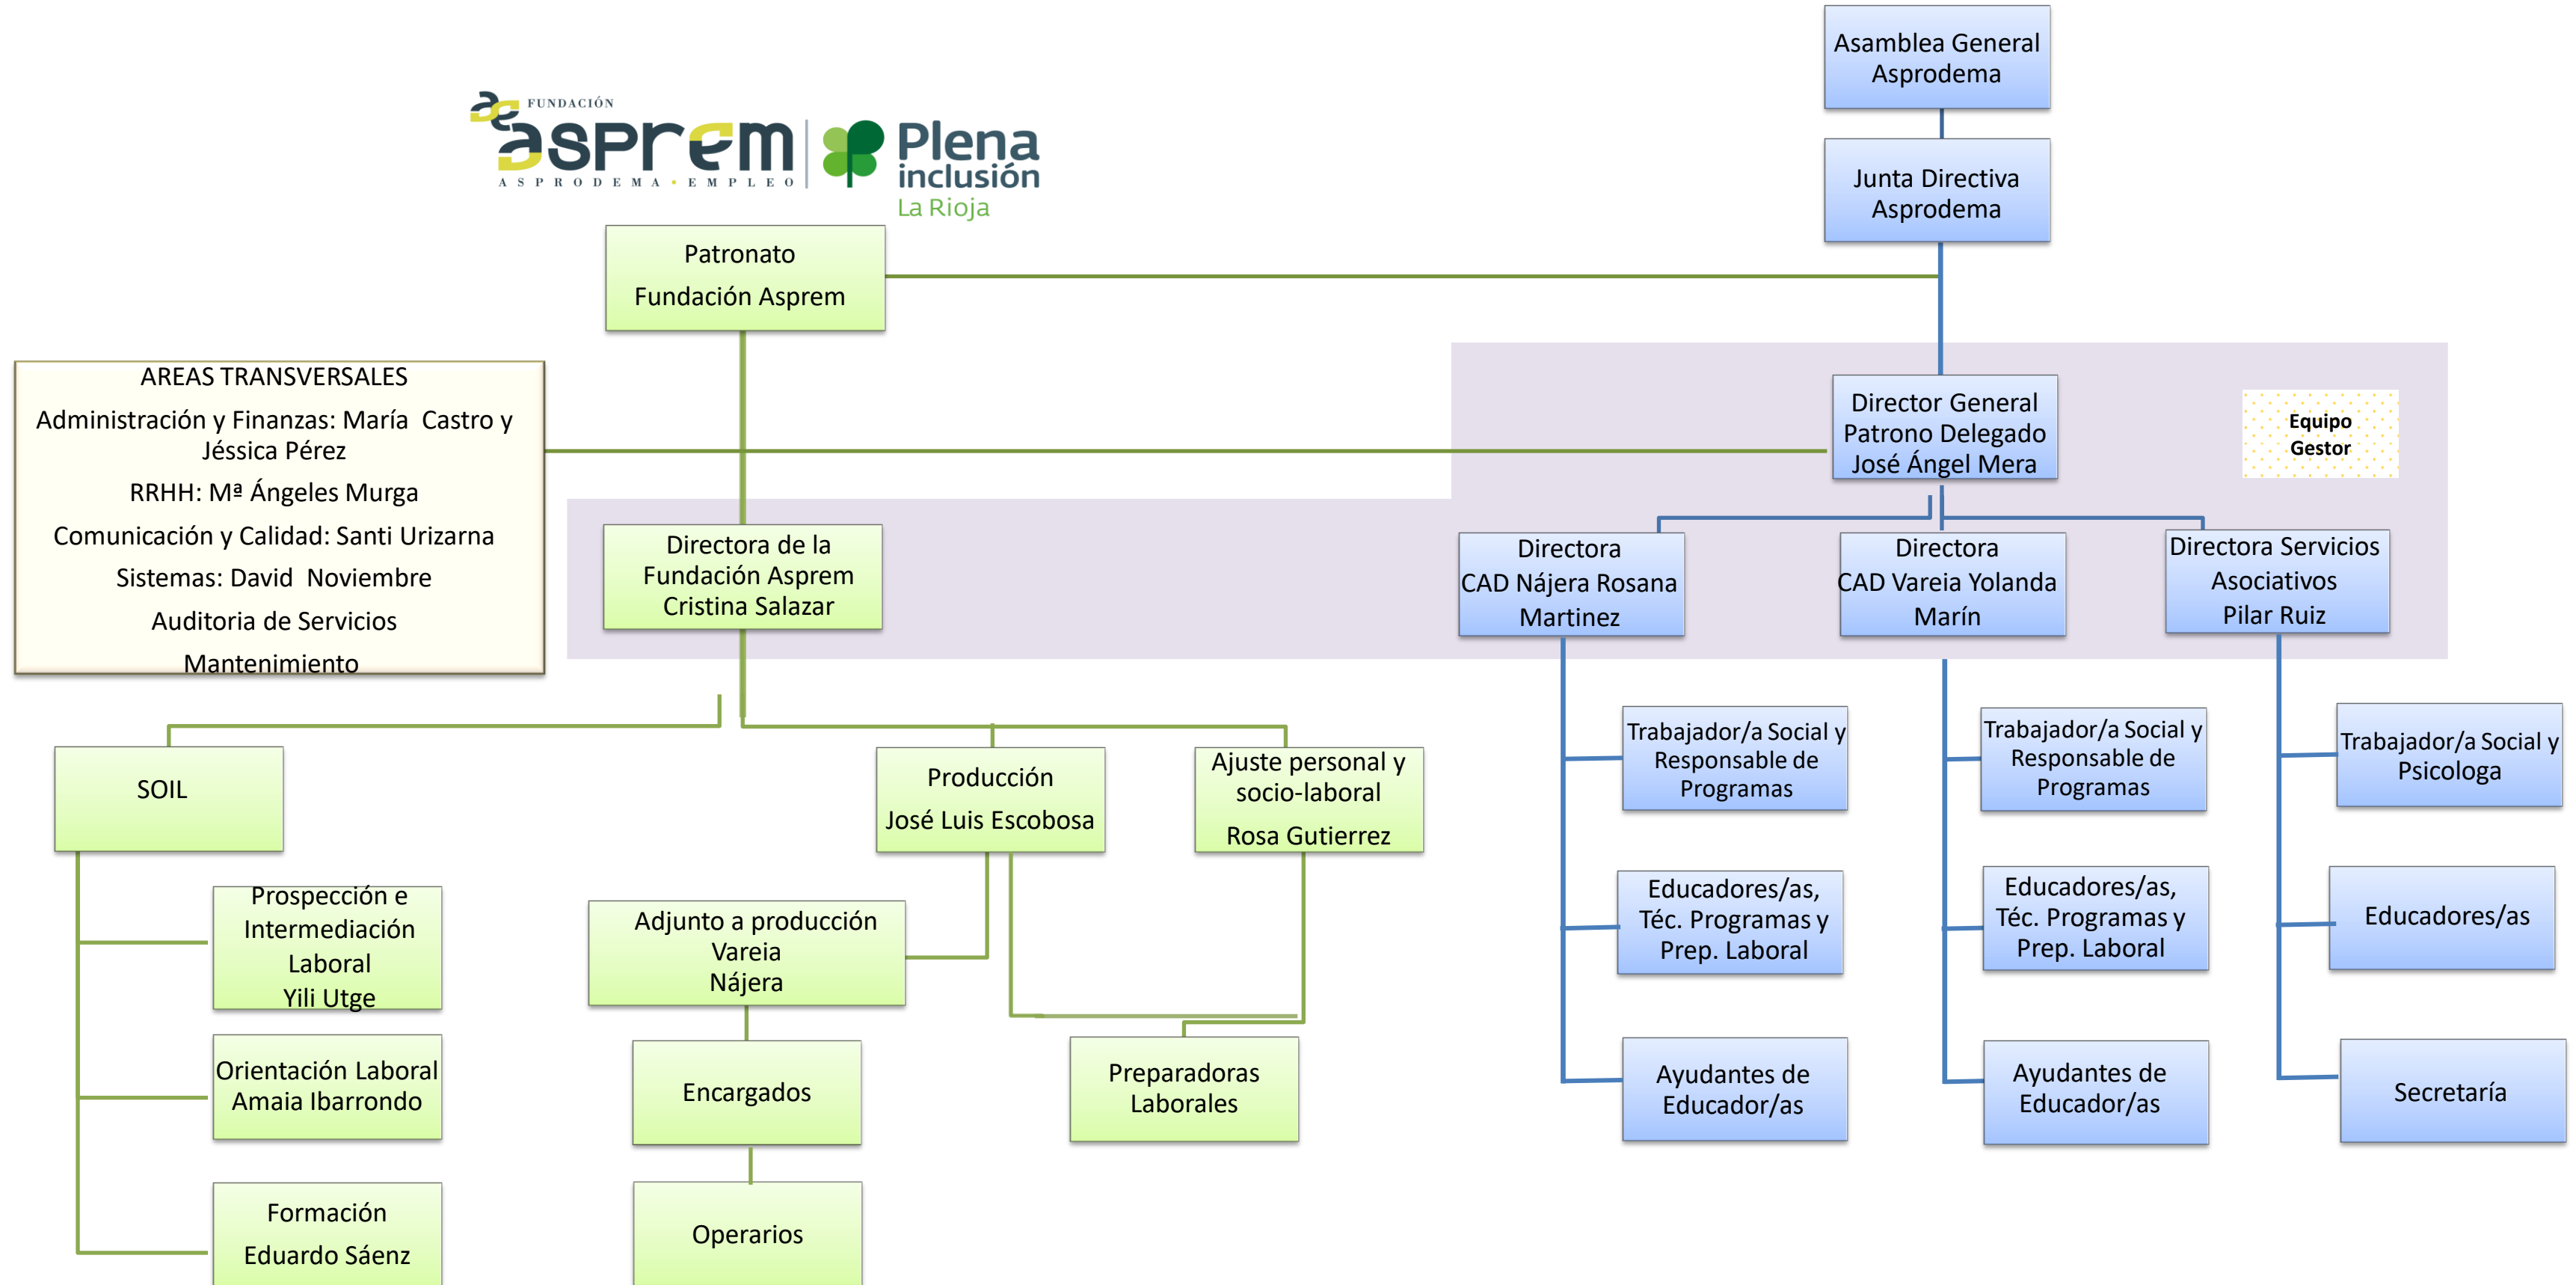 Asamblea General
Asprodema
FUNDACIÓN
asprem
ASPRODEMA • EMPLEO
Plena
inclusión
La Rioja
Junta Directiva
Asprodema
Patronato
Fundación Asprem
AREAS TRANSVERSALES
Administración y Finanzas: María Castro y
Jéssica Pérez
RRHH: Mª Ángeles Murga
Comunicación y Calidad: Santi Urizarna
Sistemas: David Noviembre
Auditoria de Servicios
Mantenimiento
Director General
Patrono Delegado
José Ángel Mera
Equipo
Gestor
Directora de la
Fundación Asprem
Cristina Salazar
Directora
CAD Nájera Rosana
Martinez
Directora
CAD Vareia Yolanda
Marín
Directora Servicios
Asociativos
Pilar Ruiz
SOIL
Producción
José Luis Escobosa
Ajuste personal y
socio-laboral
Rosa Gutierrez
Trabajador/a Social y
Responsable de
Programas
Trabajador/a Social y
Responsable de
Programas
Trabajador/a Social y
Psicologa
Prospección e
Intermediación
Laboral
Yili Utge
Adjunto a producción
Vareia
Nájera
Educadores/as,
Téc. Programas y
Prep. Laboral
Educadores/as,
Téc. Programas y
Prep. Laboral
Educadores/as
Orientación Laboral
Amaia Ibarrondo
Encargados
Preparadoras
Laborales
Ayudantes de
Educador/as
Ayudantes de
Educador/as
Secretaría
Formación
Eduardo Sáenz
Operarios